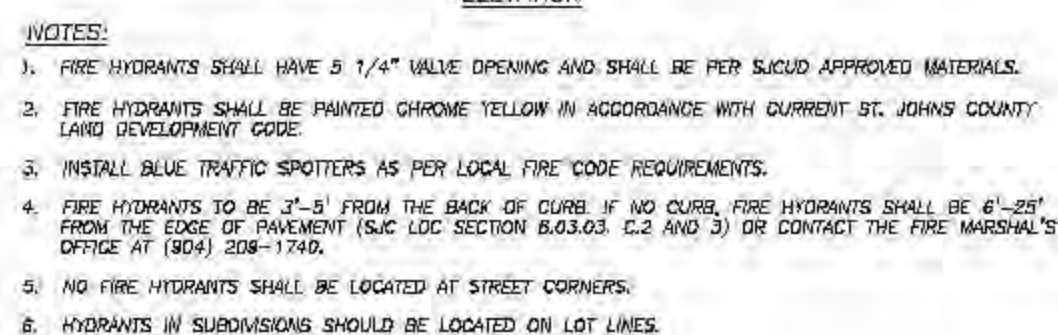 NOTES:
1. FIRE HYDRANTS SHALL HAVE 5 1/4" VALVE OPENING AND SHALL BE PER SJCUD APPROVED MATERIALS.
2. FIRE HYDRANTS SHALL BE PAINTED CHROME YELLOW IN ACCORDANCE WITH CURRENT ST. JOHNS COUNTY
LAND DEVELOPMENT CODE.
3. INSTALL BLUE TRAFFIC SPOTTERS AS PER LOCAL FIRE CODE REQUIREMENTS.
4. FIRE HYDRANTS TO BE 3'-5' FROM THE BACK OF CURB. IF NO CURB, FIRE HYDRANTS SHALL BE 6'-25'
FROM THE EDGE OF PAVEMENT (SJC LDC SECTION 6.03.03. C.2 AND 3) OR CONTACT THE FIRE MARSHAL'S
OFFICE AT (904) 209-1740.
5. NO FIRE HYDRANTS SHALL BE LOCATED AT STREET CORNERS.
6. HYDRANTS IN SUBDIVISIONS SHOULD BE LOCATED ON LOT LINES.